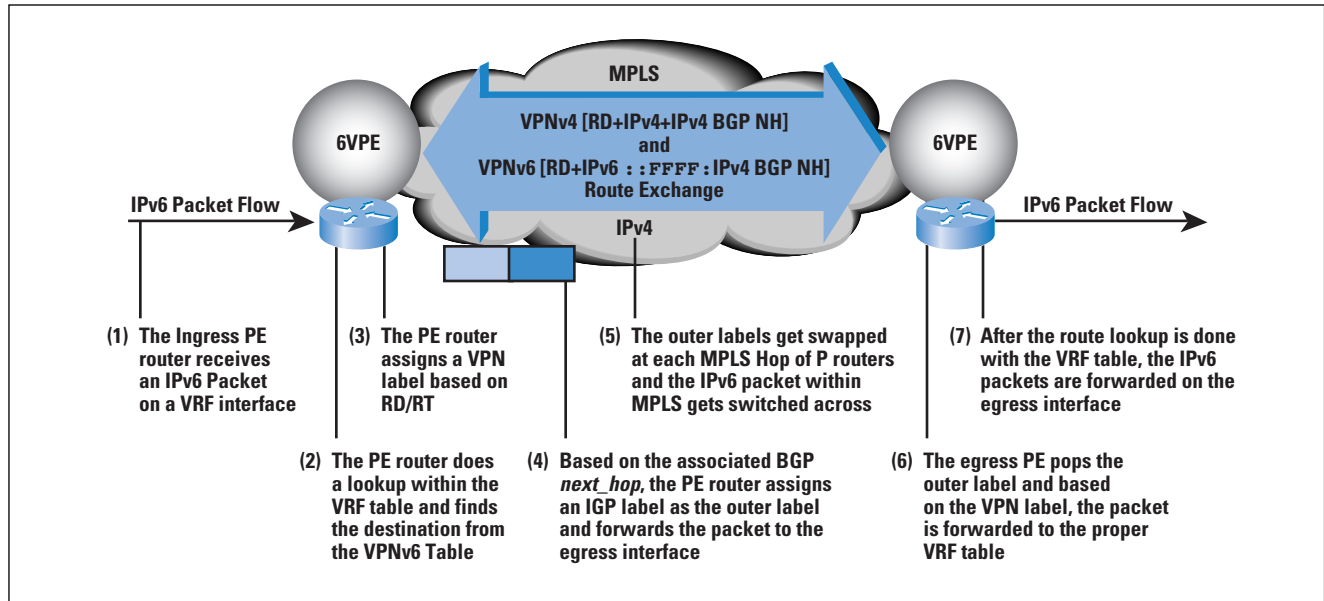 MPLS
6VPE
VPNv4 [RD+IPv4+IPv4 BGP NH]
and
VPNv6 [RD+IPv6 ::FFFF:IPv4 BGP NH]
Route Exchange
6VPE
IPv6 Packet Flow
IPv4
IPv6 Packet Flow
(1) The Ingress PE
router receives
an IPv6 Packet
on a VRF interface
(3) The PE router
assigns a VPN
label based on
RD/RT
(5) The outer labels get swapped
at each MPLS Hop of P routers
and the IPv6 packet within
MPLS gets switched across
(7) After the route lookup is done
with the VRF table, the IPv6
packets are forwarded on the
egress interface
(2) The PE router does
a lookup within the
VRF table and finds
the destination from
the VPNv6 Table
(4) Based on the associated BGP
next_hop, the PE router assigns
an IGP label as the outer label
and forwards the packet to the
egress interface
(6) The egress PE pops the
outer label and based
on the VPN label, the packet
is forwarded to the proper
VRF table